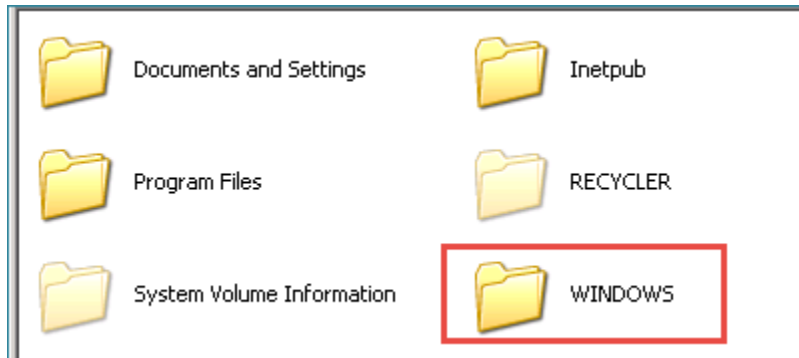 Documents and Settings
Inetpub
Program Files
RECYCLER
System Volume Information
WINDOWS